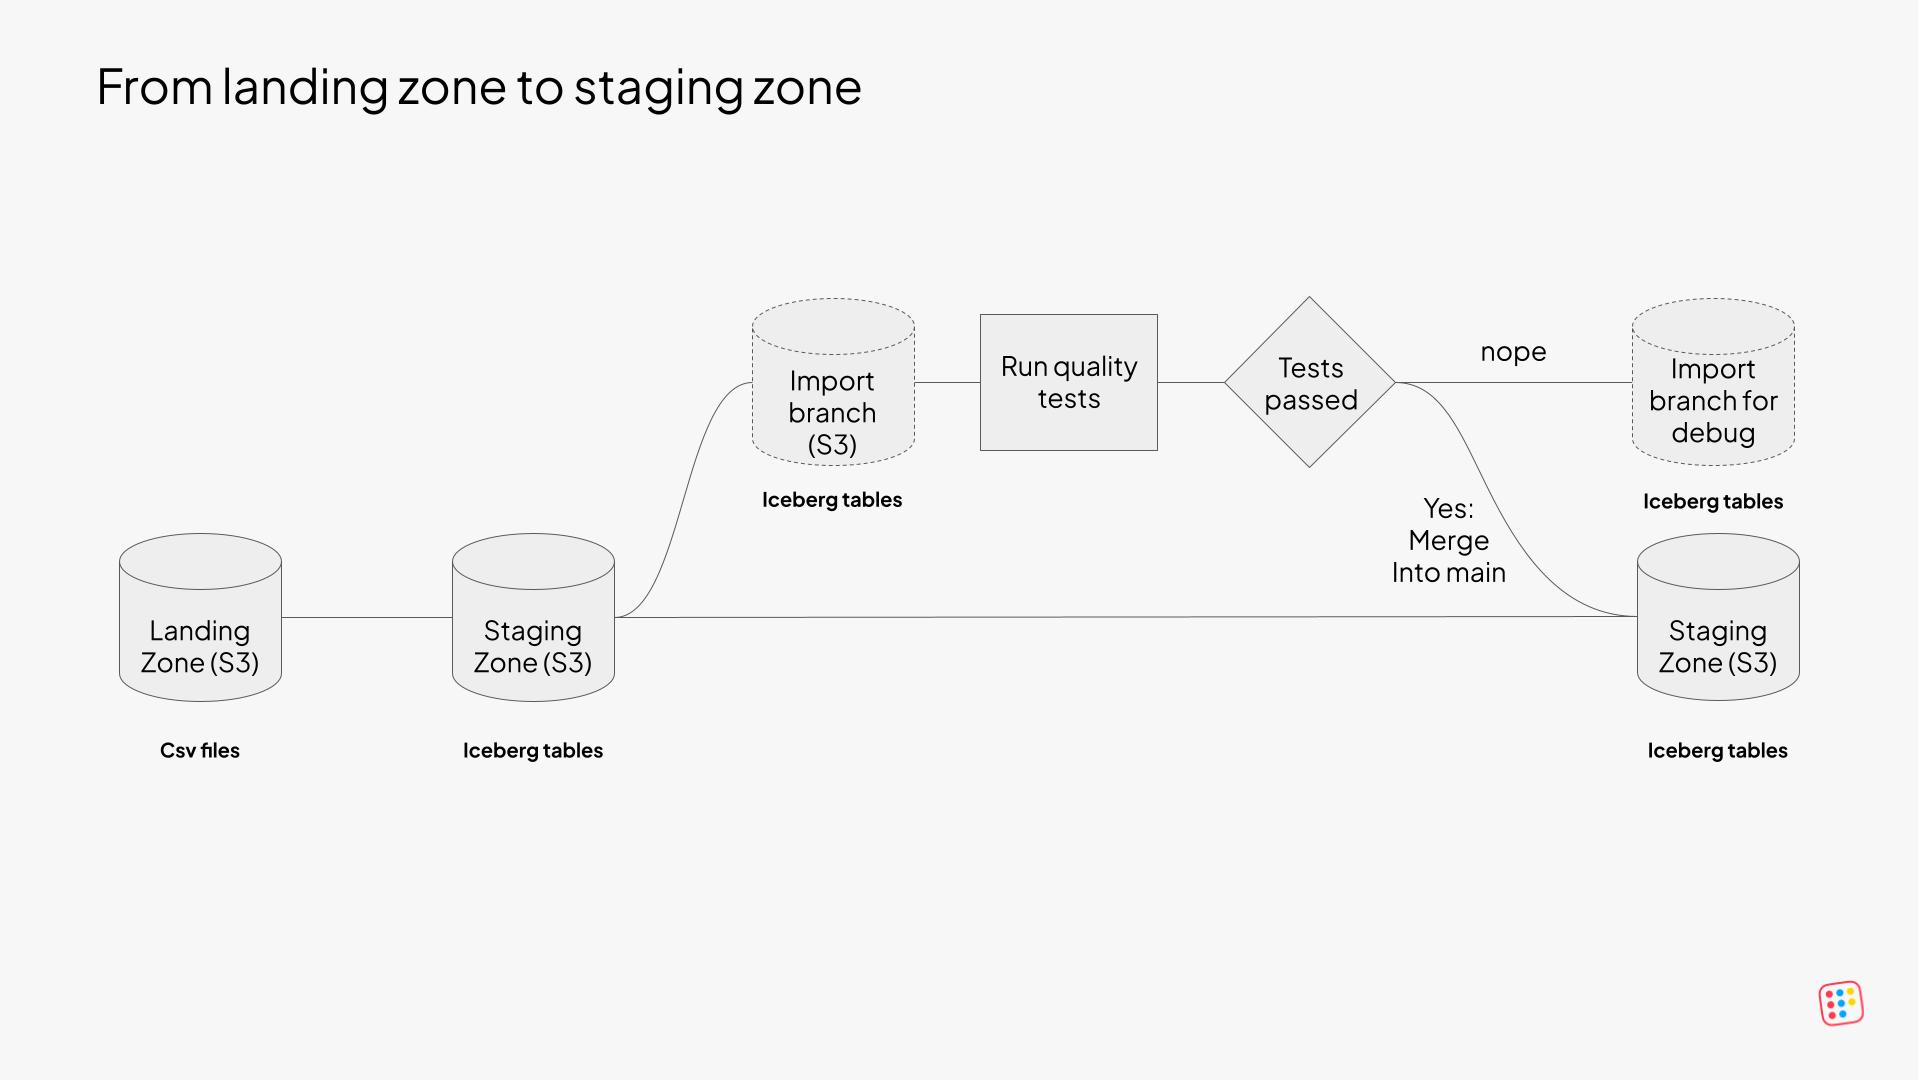 From landing zone to staging zone
Import
branch
(S3)
Iceberg tables
Run quality
tests
Tests
passed
nope
Import
branch for
debug
Iceberg tables
Yes:
Merge
Into main
Landing
Zone (S3)
Csv files
Staging
Zone (S3)
Iceberg tables
Staging
Zone (S3)
Iceberg tables